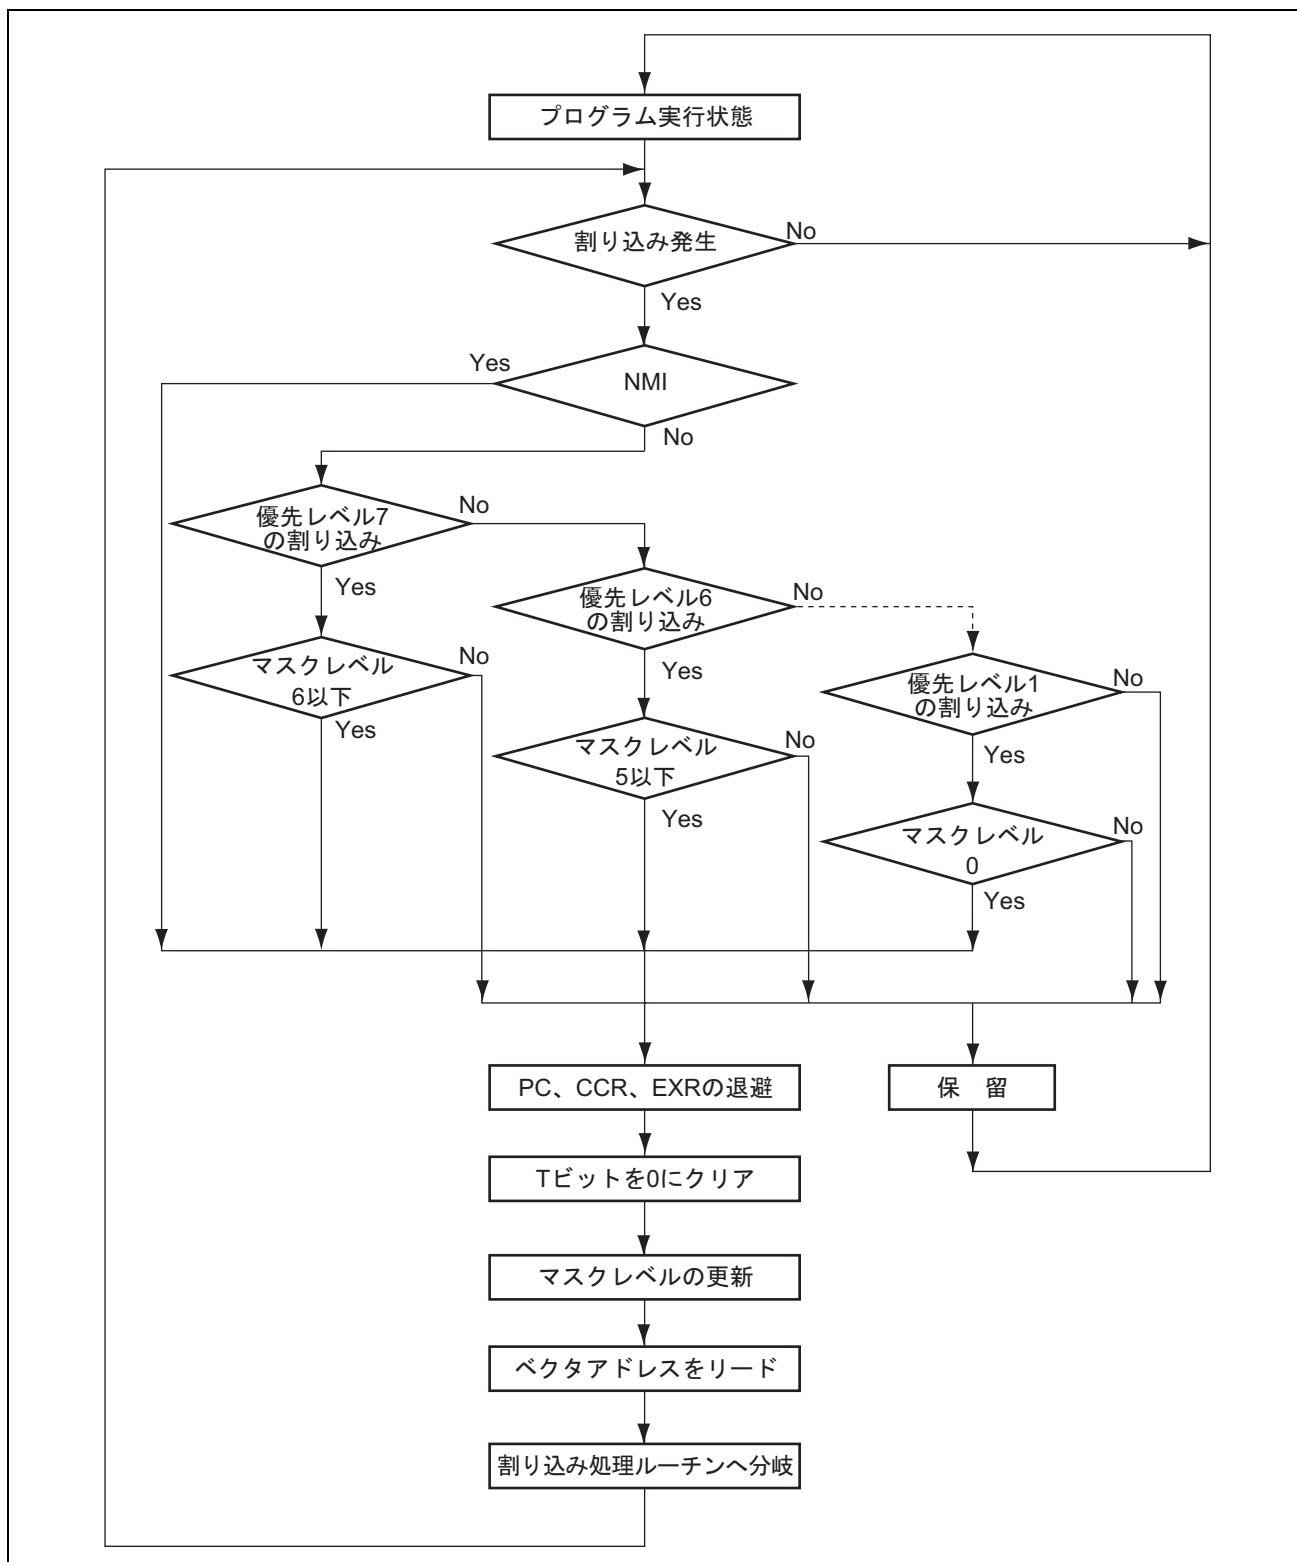 プログラム実行状態
割り込み発生
No
Yes
Yes
NMI
No
優先レベル7
の割り込み
No
Yes
優先レベル6
の割り込み
No
Yes
マスクレベル
6以下
No
Yes
優先レベル1
の割り込み
No
Yes
マスクレベル
5以下
No
Yes
マスクレベル
0
No
Yes
PC、CCR、EXRの退避
保 留
Tビットを0にクリア
マスクレベルの更新
ベクタアドレスをリード
割り込み処理ルーチンへ分岐